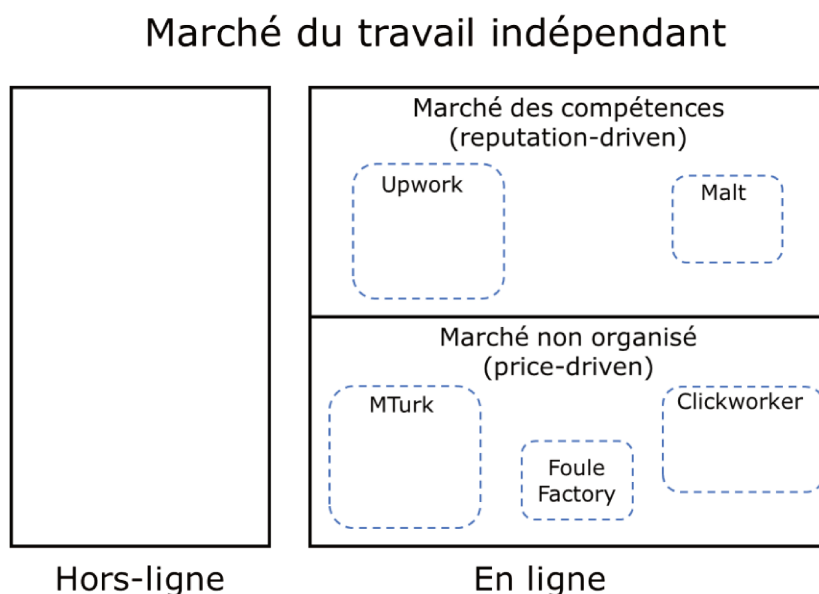 Marché du travail indépendant
Marché des compétences
(reputation-driven)
Upwork
Malt
Marché non organisé
(price-driven)
MTurk
Clickworker
Foule
Factory
Hors-ligne
En ligne